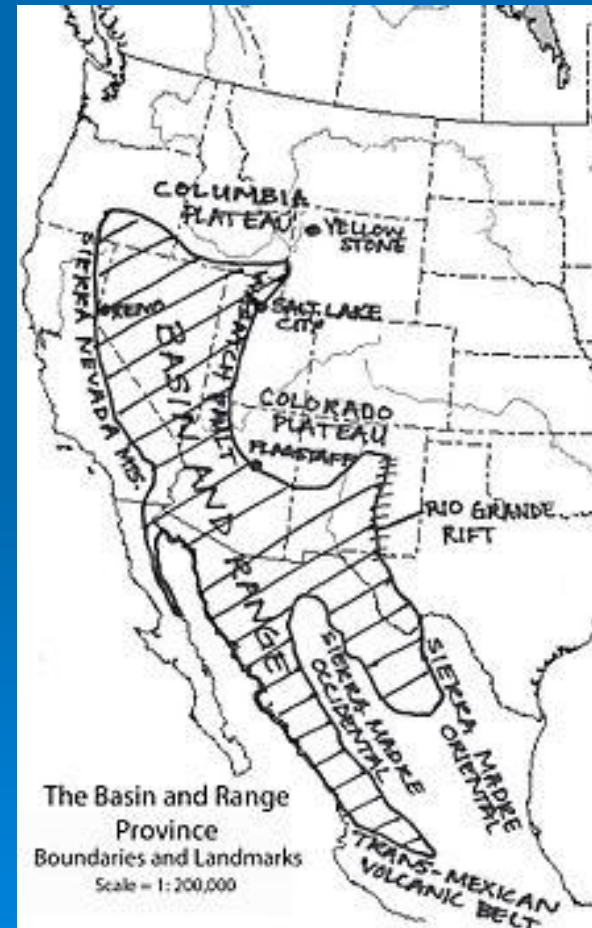 COLUMBIA
PLATEAU
YELLOW
STONE
SIERRA NEVADA MTS.
RENO
WASATCH FAULT
SALT LAKE
CITY
BASIN AND RANGE
COLORADO
PLATEAU
FLAGSTAFF
RIO GRANDE
RIFT
SIERRA MADRE
OCCIDENTAL
SIERRA MADRE
ORIENTAL
TRANS-MEXICAN
VOLCANIC BELT
The Basin and Range
Province
Boundaries and Landmarks
Scale = 1: 200,000